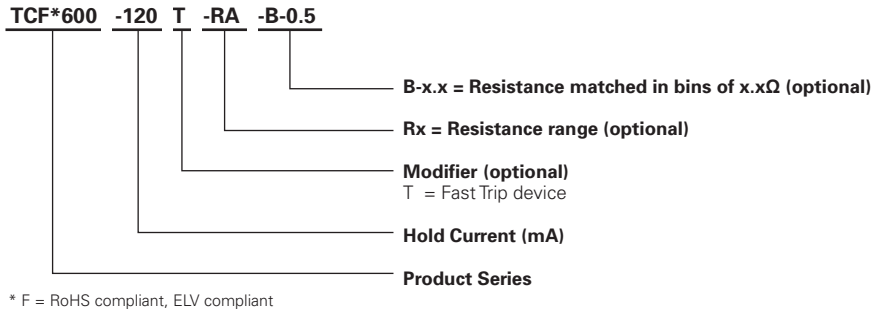 TCF*600 -120 T -RA -B-0.5
B-x.x = Resistance matched in bins of x.xΩ (optional)
Rx = Resistance range (optional)
Modifier (optional)
T = Fast Trip device
Hold Current (mA)
Product Series
* F = RoHS compliant, ELV compliant